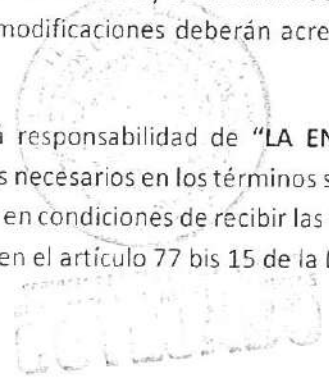 modificaciones deberán acre
responsabilidad de "LA EN
s necesarios en los términos s
en condiciones de recibir las
en el artículo 77 bis 15 de la